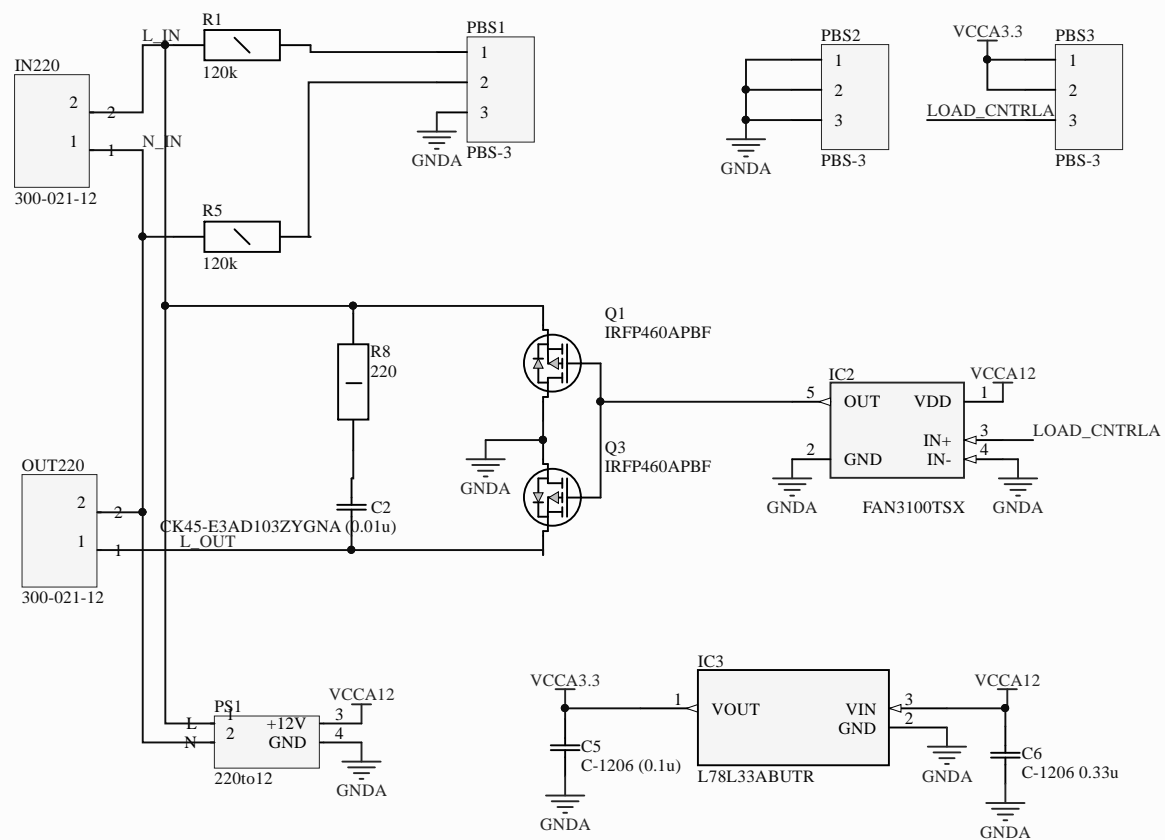 R1
L_IN
120k
PBS1
1
2
3
GNDA
PBS-3
PBS2
1
2
3
GNDA
PBS-3
VCCA3.3
PBS3
1
2
LOAD_CNTRLA
3
PBS-3
IN220
2
2
1
1
N_IN
300-021-12
R5
120k
Q1
IRFP460APBF
R8
220
Q3
IRFP460APBF
GNDA
C2
CK45-E3AD103ZYGNA (0.01u)
L_OUT
IC2
VCCA12
5
OUT
VDD
1
IN+
3
LOAD_CNTRLA
2
GND
IN-
4
GNDA
FAN3100TSX
GNDA
OUT220
2
2
1
1
300-021-12
PS1
VCCA12
L
1
+12V
3
N
2
GND
4
220to12
GNDA
IC3
VCCA3.3
VCCA12
1
VOUT
VIN
3
GND
2
C5
C-1206 (0.1u)
L78L33ABUTR
GNDA
C6
C-1206 0.33u
GNDA
GNDA